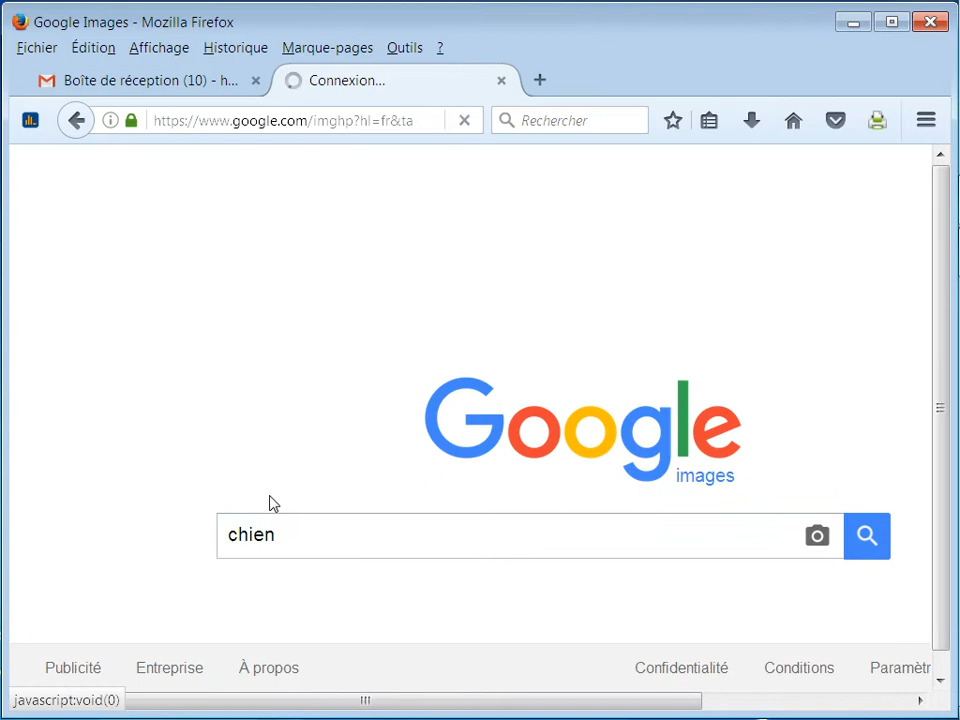 Google Images - Mozilla Firefox
Fichier Édition Affichage Historique Marque-pages Outils ?
Boîte de réception (10) - h... Connexion... +
https://www.google.com/imghp?hl=fr&ta Rechercher
Google
images
chien
Publicité Entreprise À propos Confidentialité Conditions Paramètr
javascript:void(0)